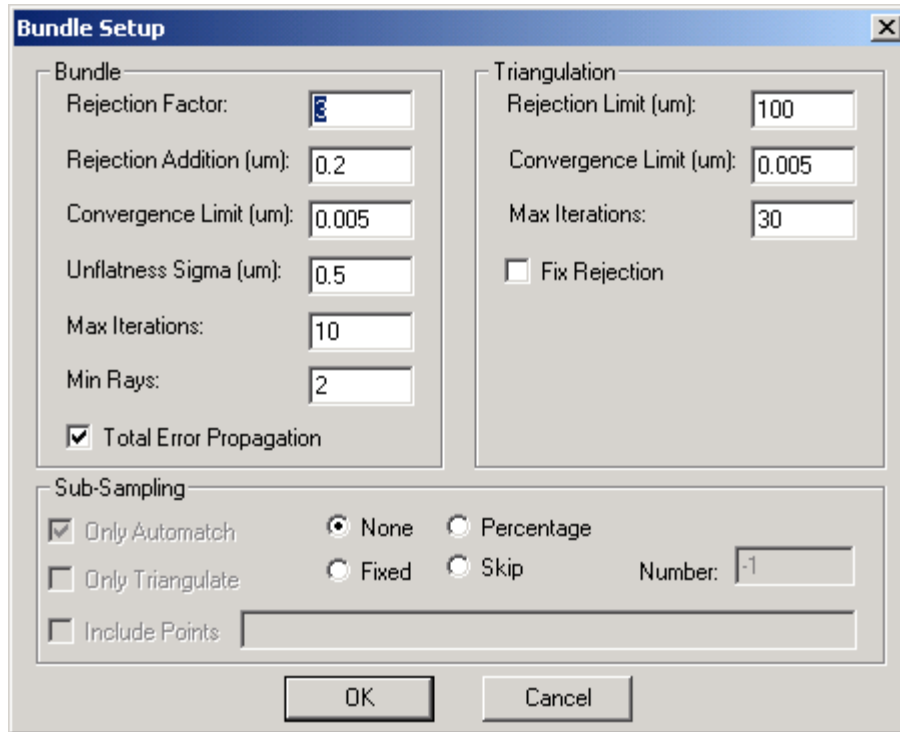 Bundle Setup
Bundle
Rejection Factor: 3
Rejection Addition (um): 0.2
Convergence Limit (um): 0.005
Unflatness Sigma (um): 0.5
Max Iterations: 10
Min Rays: 2
Total Error Propagation
Triangulation
Rejection Limit (um): 100
Convergence Limit (um): 0.005
Max Iterations: 30
Fix Rejection
Sub-Sampling
Only Automatch None Percentage
Only Triangulate Fixed Skip Number: -1
Include Points
OK Cancel